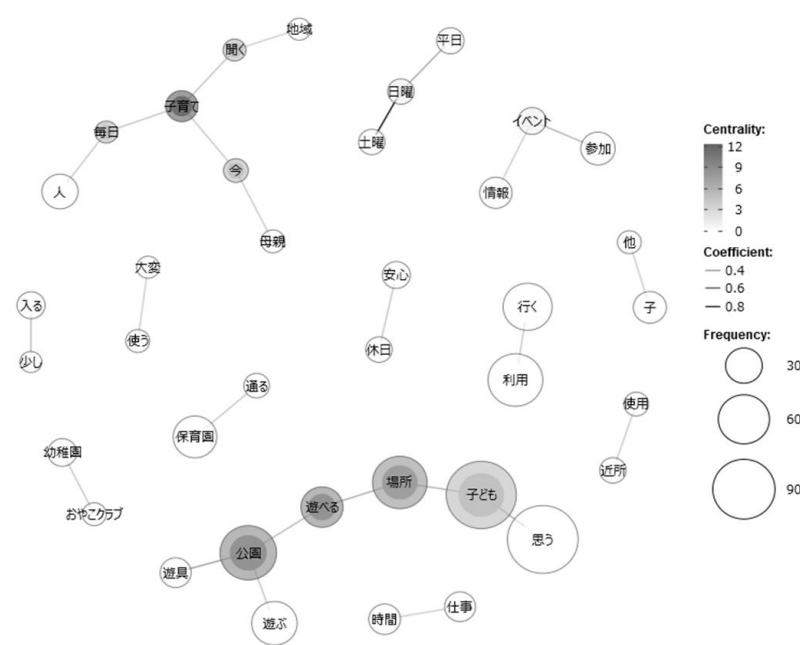 地域
聞く
平日
子育て
日曜
毎日
土曜
イベント
参加
人
今
情報
母親
他
大変
安心
入る
行く
子
使う
少し
休日
利用
通る
使用
保育園
幼稚園
近所
場所
子ども
おやこクラブ
遊べる
思う
公園
遊具
遊ぶ
時間
仕事
Centrality:
12
9
6
3
0
Coefficient:
0.4
0.6
0.8
Frequency:
30
60
90